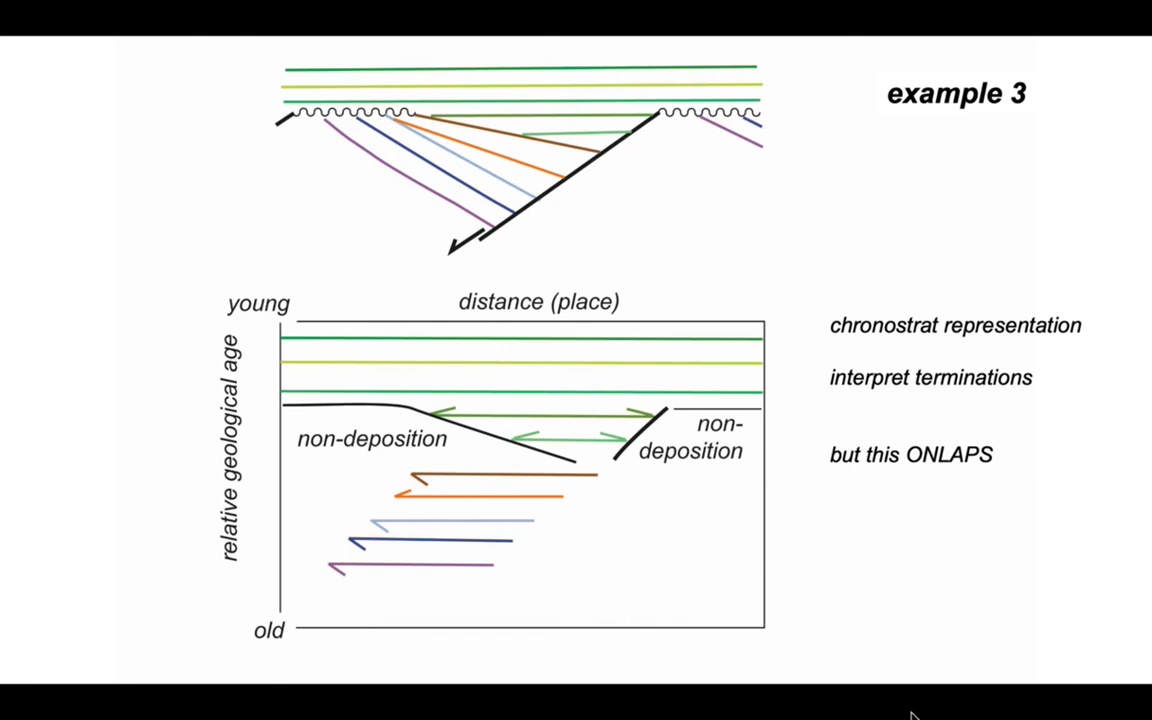 example 3
young
distance (place)
relative geological age
chronostrat representation
interpret terminations
non-deposition
non-
deposition
but this ONLAPS
old